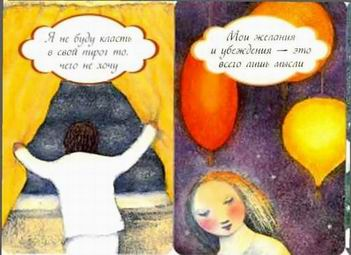 Я не буду класть
в свой пирог то,
чего не хочу
Мои желания
и убеждения — это
всего лишь мысли